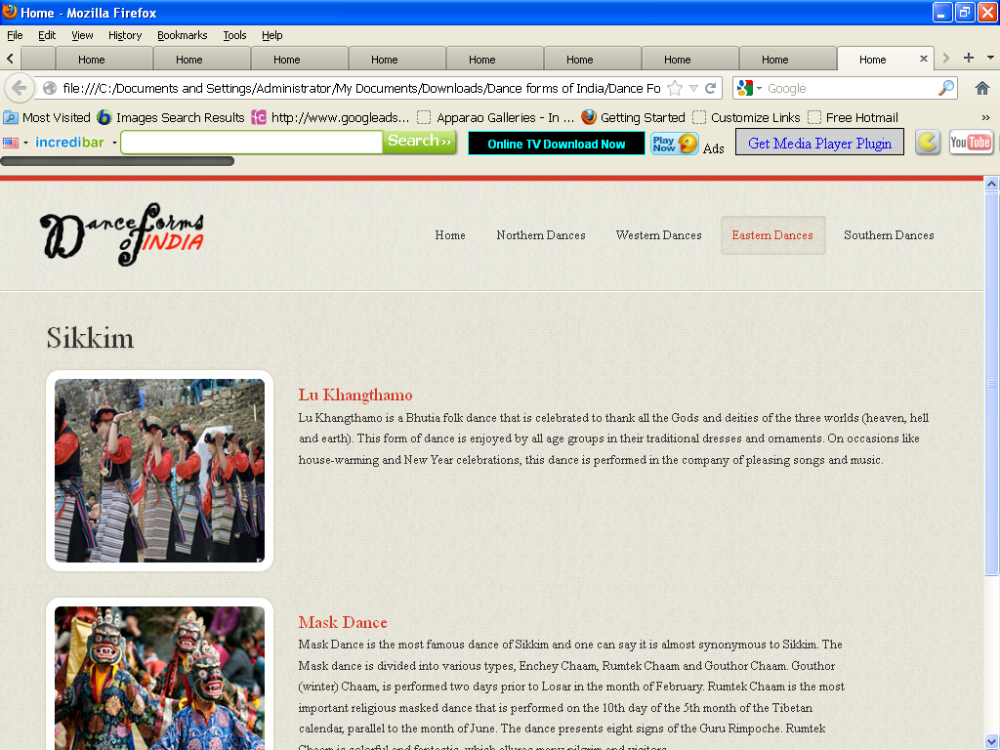 Home - Mozilla Firefox
File Edit View History Bookmarks Tools Help
Home Home Home Home Home Home Home Home Home
file:///C:/Documents and Settings/Administrator/My Documents/Downloads/Dance forms of India/Dance Fo Google
Most Visited Images Search Results http://www.googleads... Apparao Galleries - In ... Getting Started Customize Links Free Hotmail »
incredibar Search›› Online TV Download Now Play Now Ads Get Media Player Plugin YouTube
Dance forms
of INDIA
Home Northern Dances Western Dances Eastern Dances Southern Dances
Sikkim
Lu Khangthamo
Lu Khangthamo is a Bhutia folk dance that is celebrated to thank all the Gods and deities of the three worlds (heaven, hell
and earth). This form of dance is enjoyed by all age groups in their traditional dresses and ornaments. On occasions like
house-warming and New Year celebrations, this dance is performed in the company of pleasing songs and music.
Mask Dance
Mask Dance is the most famous dance of Sikkim and one can say it is almost synonymous to Sikkim. The
Mask dance is divided into various types, Enchey Chaam, Rumtek Chaam and Gouthor Chaam. Gouthor
(winter) Chaam, is performed two days prior to Losar in the month of February. Rumtek Chaam is the most
important religious masked dance that is performed on the 10th day of the 5th month of the Tibetan
calendar, parallel to the month of June. The dance presents eight signs of the Guru Rimpoche. Rumtek
Chaam is colorful and fantastic, which allures many pilgrim and visitors.